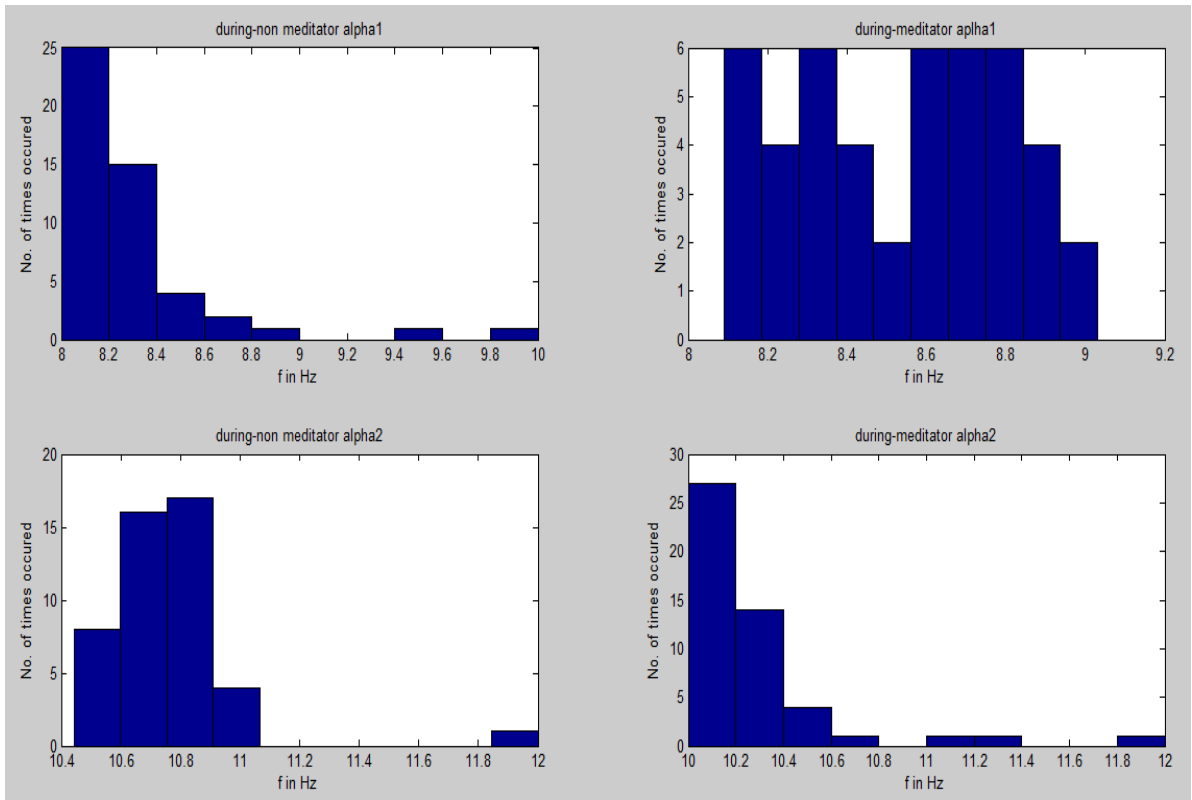 during-non meditator alpha1
25
20
15
10
5
0
No. of times occured
8 8.2 8.4 8.6 8.8 9 9.2 9.4 9.6 9.8 10
f in Hz
during-meditator aplha1
6
5
4
3
2
1
0
No. of times occured
8 8.2 8.4 8.6 8.8 9 9.2
f in Hz
during-non meditator alpha2
20
15
10
5
0
No. of times occured
10.4 10.6 10.8 11 11.2 11.4 11.6 11.8 12
f in Hz
during-meditator alpha2
30
25
20
15
10
5
0
No. of times occured
10 10.2 10.4 10.6 10.8 11 11.2 11.4 11.6 11.8 12
f in Hz